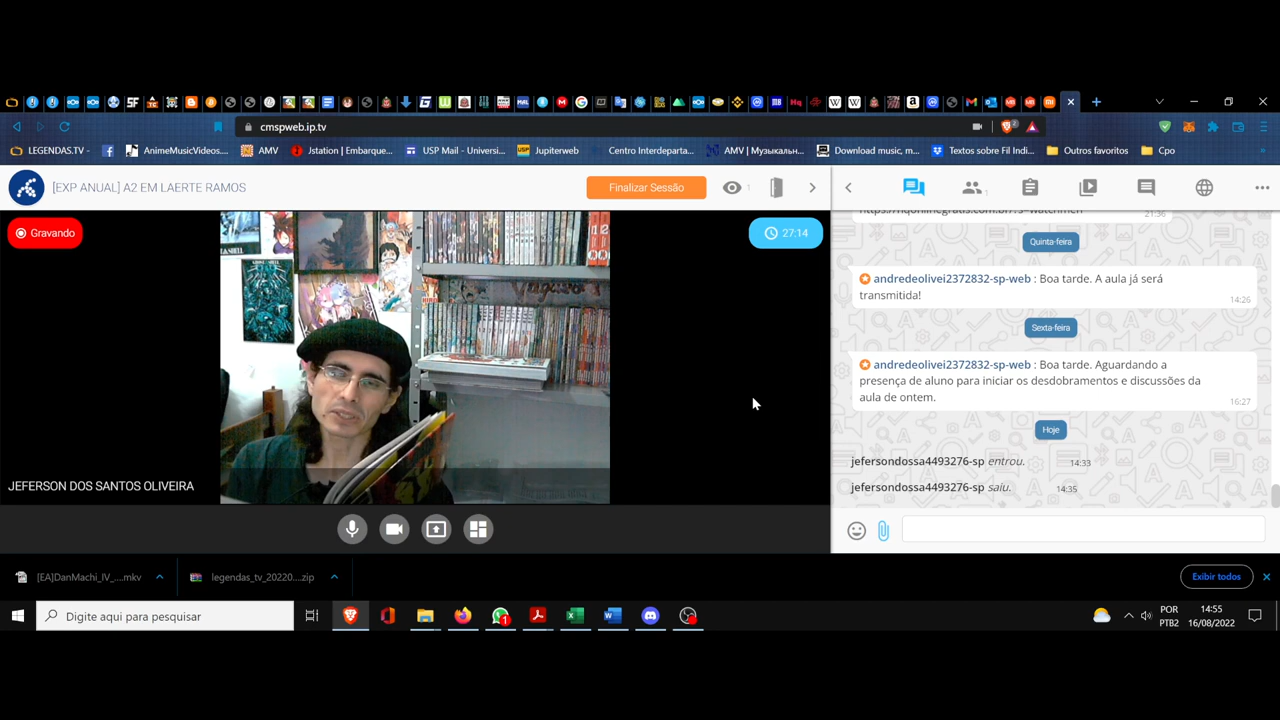 cmspweb.ip.tv
LEGENDAS.TV -
AnimeMusicVideos...
AMV
Jstation | Embarque...
USP Mail - Universi...
Jupiterweb
Centro Interdeparta...
AMV | Музыкальн...
Download music, m...
Textos sobre Fil Indi...
Outros favoritos
Cpo
[EXP ANUAL] A2 EM LAERTE RAMOS
Finalizar Sessão
1
1
Gravando
27:14
JEFERSON DOS SANTOS OLIVEIRA
21:36
Quinta-feira
andredeolivei2372832-sp-web : Boa tarde. A aula já será
transmitida!
14:26
Sexta-feira
andredeolivei2372832-sp-web : Boa tarde. Aguardando a
presença de aluno para iniciar os desdobramentos e discussões da
aula de ontem.
16:27
Hoje
jefersondossa4493276-sp entrou.
14:33
jefersondossa4493276-sp saiu.
14:35
[EA]DanMachi_IV_....mkv
legendas_tv_20220....zip
Exibir todos
Digite aqui para pesquisar
POR
PTB2
14:55
16/08/2022